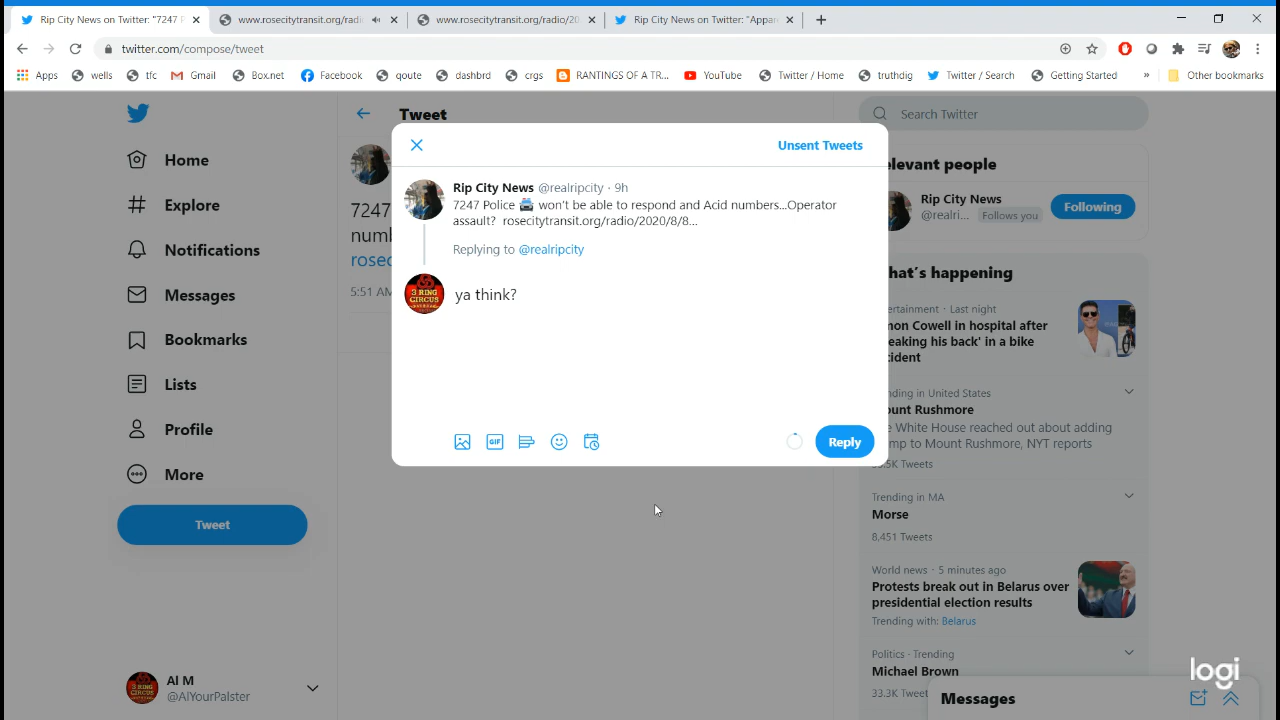 Rip City News on Twitter: "7247 P
www.rosecitytransit.org/radi
www.rosecitytransit.org/radio/20
Rip City News on Twitter: "Appar
twitter.com/compose/tweet
Apps
wells
tfc
Gmail
Box.net
Facebook
qoute
dashbrd
crgs
RANTINGS OF A TR...
YouTube
Twitter / Home
truthdig
Twitter / Search
Getting Started
»
Other bookmarks
Home
Explore
Notifications
Messages
Bookmarks
Lists
Profile
More
Tweet
Al M
@AlYourPalster
Tweet
7247
numb
rosec
5:51 AM
Unsent Tweets
Rip City News @realripcity · 9h
7247 Police 🚔 won't be able to respond and Acid numbers...Operator
assault? rosecitytransit.org/radio/2020/8/8...
Replying to @realripcity
3 RING
CIRCUS
ya think?
GIF
Reply
Search Twitter
elevant people
Rip City News
@realri... Follows you
Following
hat's happening
ertainment · Last night
non Cowell in hospital after
eaking his back' in a bike
cident
nding in United States
ount Rushmore
e White House reached out about adding
mp to Mount Rushmore, NYT reports
.5K Tweets
Trending in MA
Morse
8,451 Tweets
World news · 5 minutes ago
Protests break out in Belarus over
presidential election results
Trending with: Belarus
Politics · Trending
Michael Brown
33.3K Tweet
Messages
logi